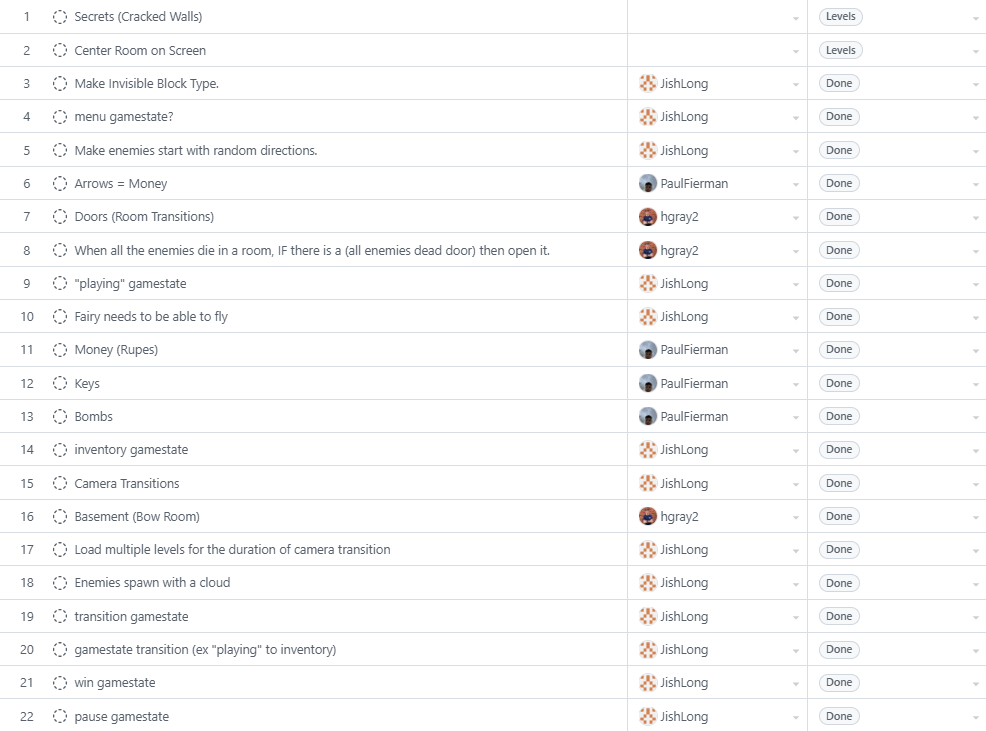 1 Secrets (Cracked Walls) Levels
2 Center Room on Screen Levels
3 Make Invisible Block Type. JishLong Done
4 menu gamestate? JishLong Done
5 Make enemies start with random directions. JishLong Done
6 Arrows = Money PaulFierman Done
7 Doors (Room Transitions) hgray2 Done
8 When all the enemies die in a room, IF there is a (all enemies dead door) then open it. hgray2 Done
9 "playing" gamestate JishLong Done
10 Fairy needs to be able to fly JishLong Done
11 Money (Rupes) PaulFierman Done
12 Keys PaulFierman Done
13 Bombs PaulFierman Done
14 inventory gamestate JishLong Done
15 Camera Transitions JishLong Done
16 Basement (Bow Room) hgray2 Done
17 Load multiple levels for the duration of camera transition JishLong Done
18 Enemies spawn with a cloud JishLong Done
19 transition gamestate JishLong Done
20 gamestate transition (ex "playing" to inventory) JishLong Done
21 win gamestate JishLong Done
22 pause gamestate JishLong Done